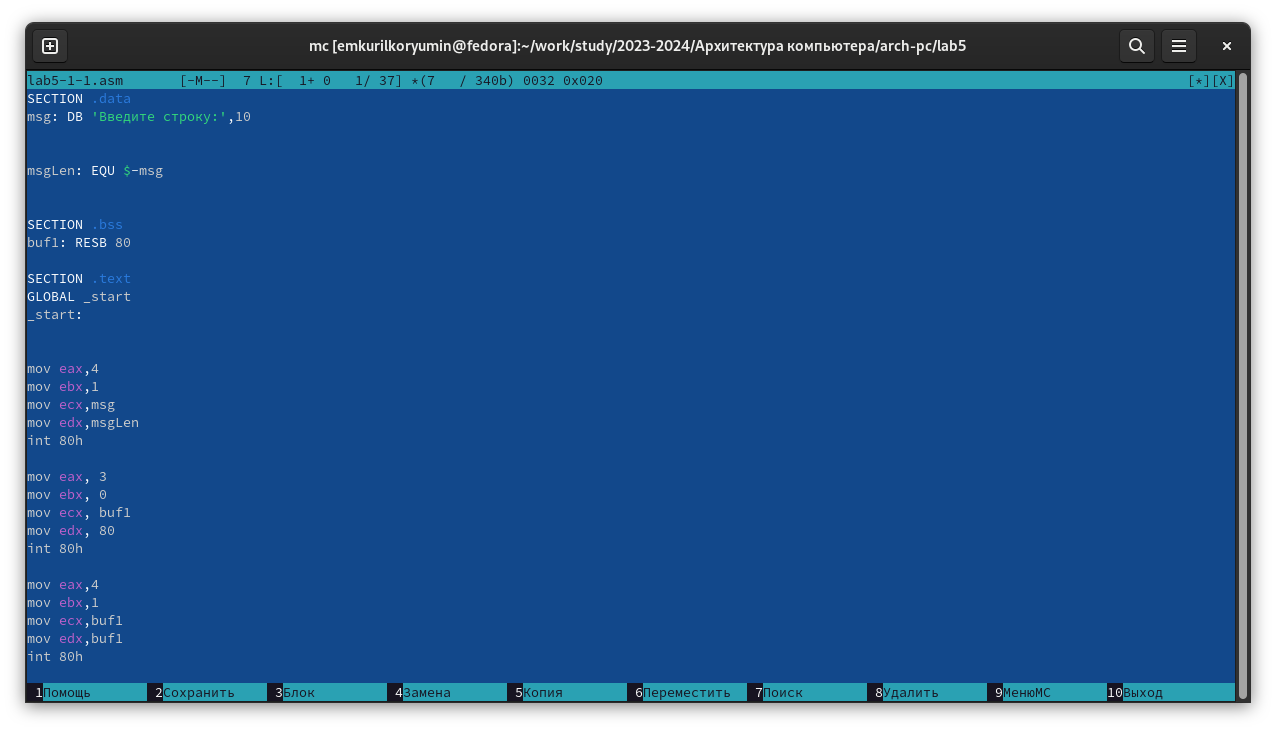 mc [emkurilkoryumin@fedora]:~/work/study/2023-2024/Архитектура компьютера/arch-pc/lab5
lab5-1-1.asm       [-M--]  7 L:[  1+ 0   1/ 37] *(7   / 340b) 0032 0x020                                                                         [*][X]
SECTION .data
msg: DB 'Введите строку:',10
msgLen: EQU $-msg
SECTION .bss
buf1: RESB 80
SECTION .text
GLOBAL _start
_start:
mov eax,4
mov ebx,1
mov ecx,msg
mov edx,msgLen
int 80h
mov eax, 3
mov ebx, 0
mov ecx, buf1
mov edx, 80
int 80h
mov eax,4
mov ebx,1
mov ecx,buf1
mov edx,buf1
int 80h
1Помощь 2Сохранить 3Блок 4Замена 5Копия 6Переместить 7Поиск 8Удалить 9МенюMC 10Выход